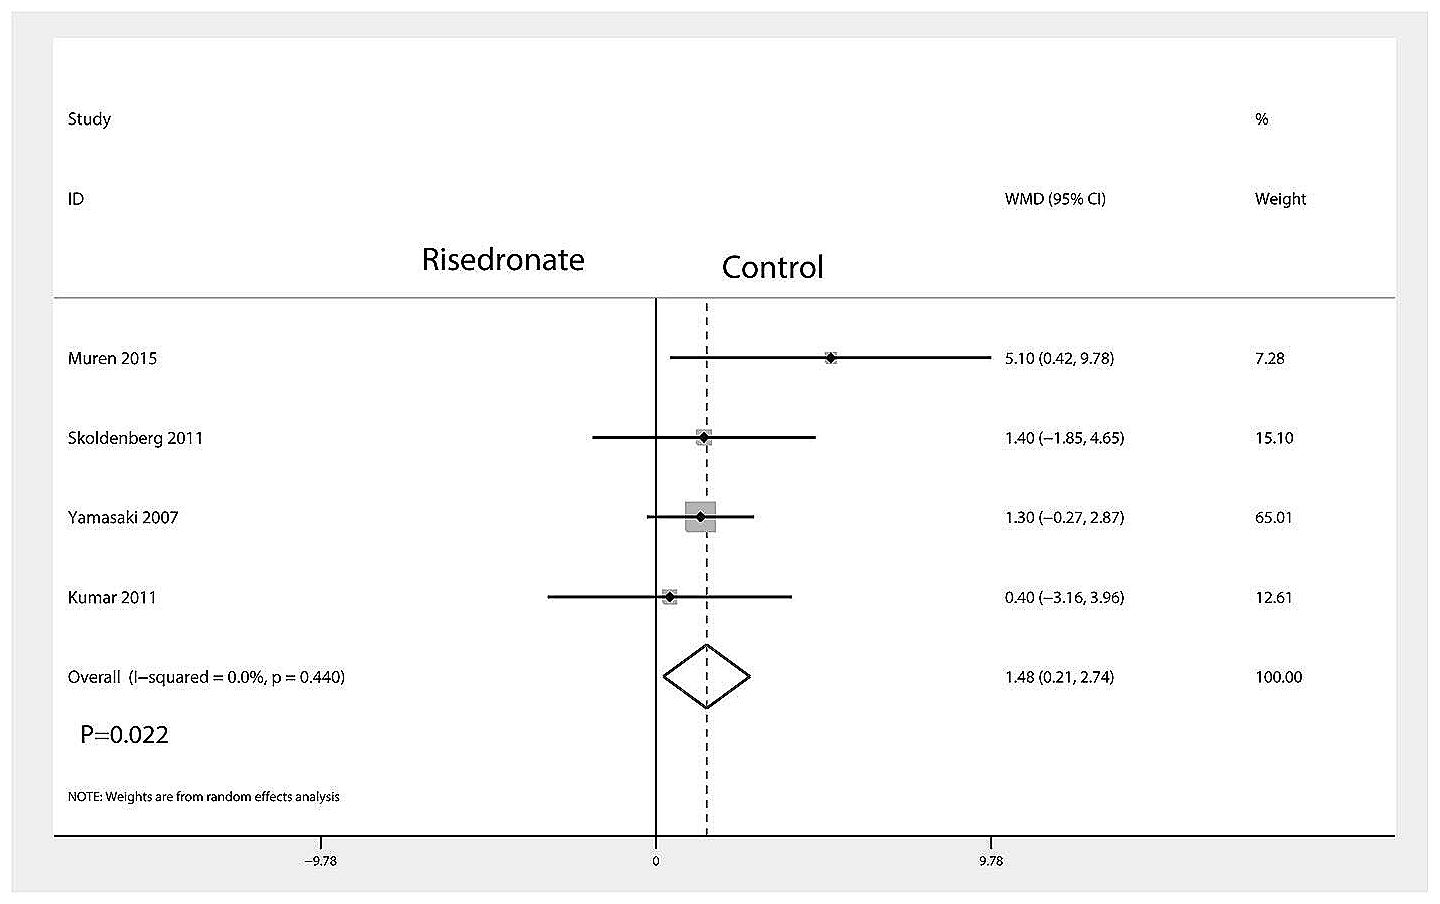 Study %
ID WMD (95% CI) Weight
Risedronate Control
Muren 2015 5.10 (0.42, 9.78) 7.28
Skoldenberg 2011 1.40 (−1.85, 4.65) 15.10
Yamasaki 2007 1.30 (−0.27, 2.87) 65.01
Kumar 2011 0.40 (−3.16, 3.96) 12.61
Overall (I−squared = 0.0%, p = 0.440) 1.48 (0.21, 2.74) 100.00
P=0.022
NOTE: Weights are from random effects analysis
−9.78 0 9.78